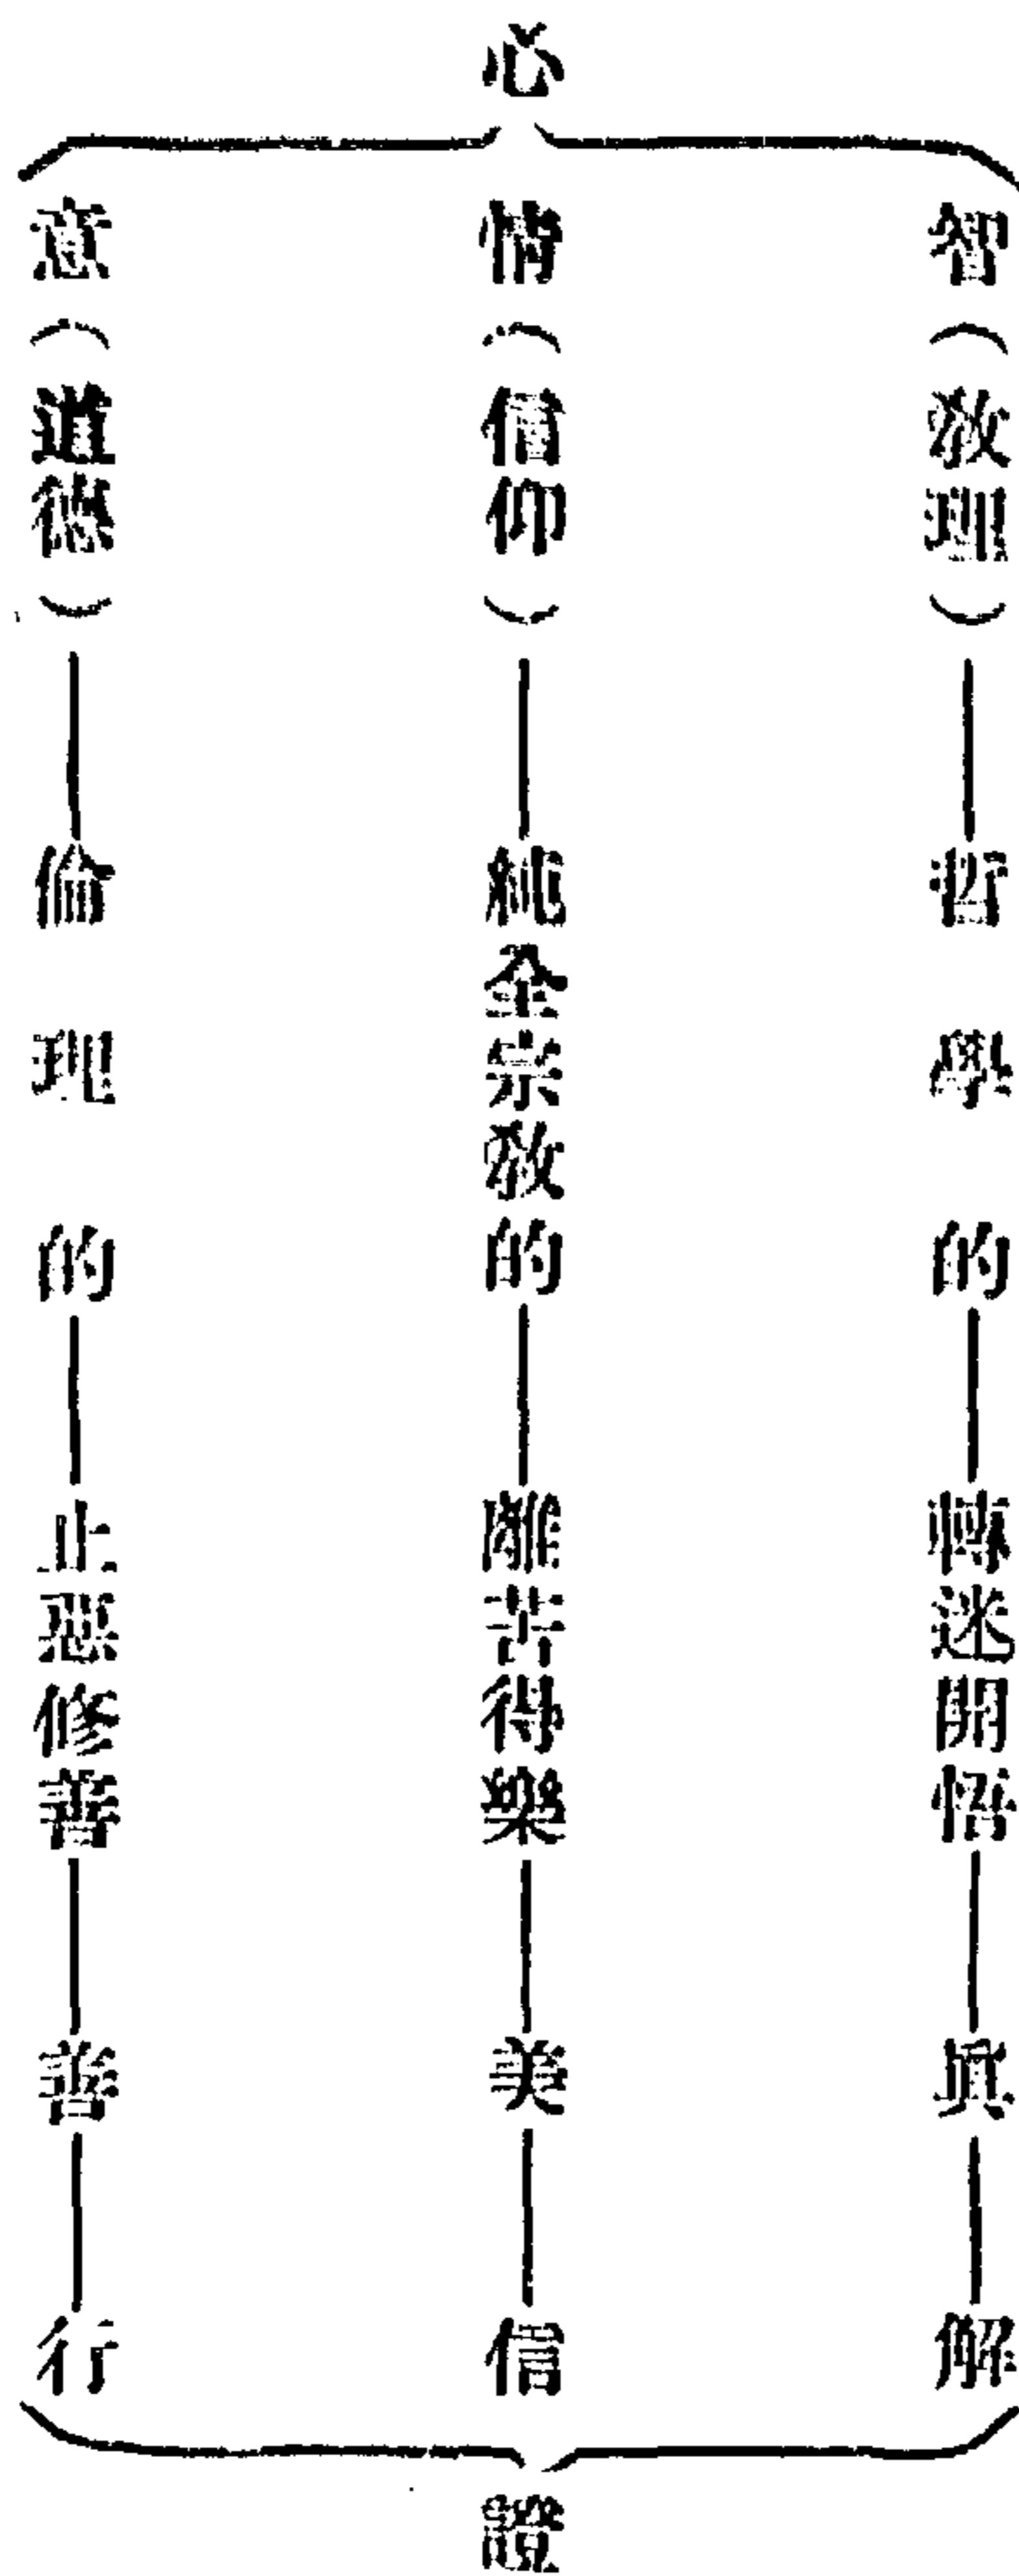 心
智（敎理）——哲學的——轉迷開悟——眞——解
情（信仰）——純全宗敎的——離苦得樂——美——信
意（道德）——倫理的——止惡修善——善——行
證